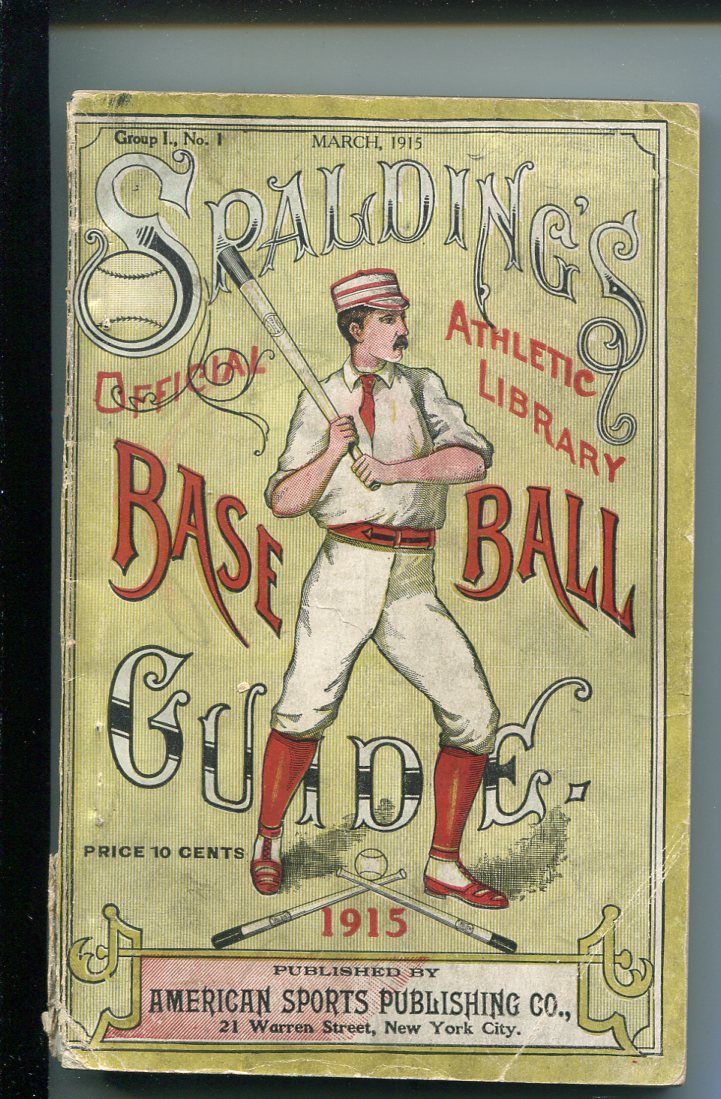 Group I., No. 1
MARCH, 1915
SPALDING'S
OFFICIAL
ATHLETIC
LIBRARY
BASE BALL
GUIDE.
PRICE 10 CENTS
1915
PUBLISHED BY
AMERICAN SPORTS PUBLISHING CO.,
21 Warren Street, New York City.